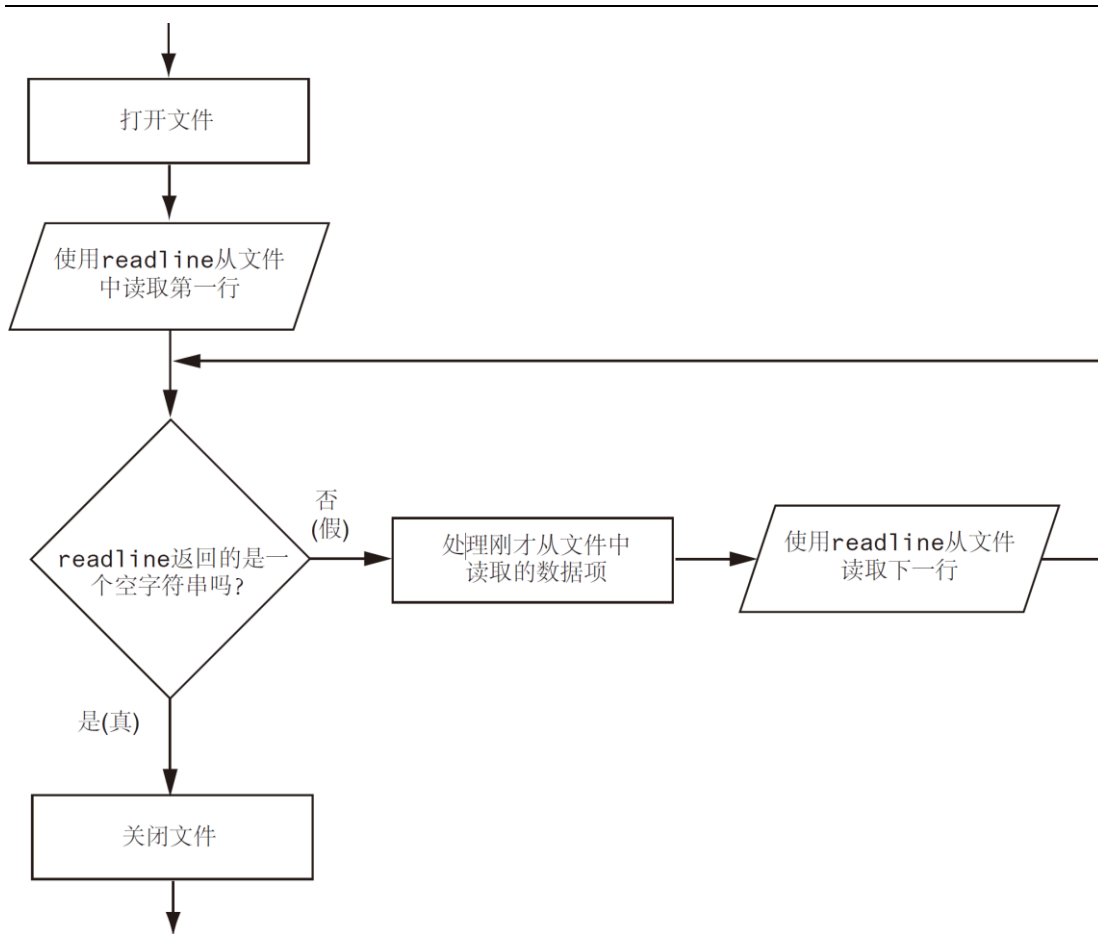 打开文件
使用readline从文件
中读取第一行
否
(假)
readline返回的是一
个空字符串吗?
处理刚才从文件中
读取的数据项
使用readline从文件
读取下一行
是(真)
关闭文件